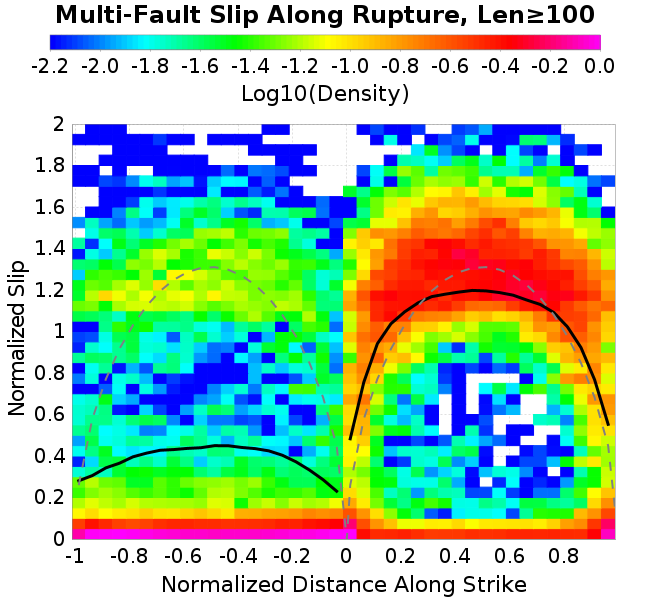 Multi-Fault Slip Along Rupture, Len≥100
-2.2 -2.0 -1.8 -1.6 -1.4 -1.2 -1.0 -0.8 -0.6 -0.4 -0.2 0.0
Log10(Density)
2
1.8
1.6
1.4
1.2
1
0.8
0.6
0.4
0.2
0
Normalized Slip
-1 -0.8 -0.6 -0.4 -0.2 0 0.2 0.4 0.6 0.8
Normalized Distance Along Strike